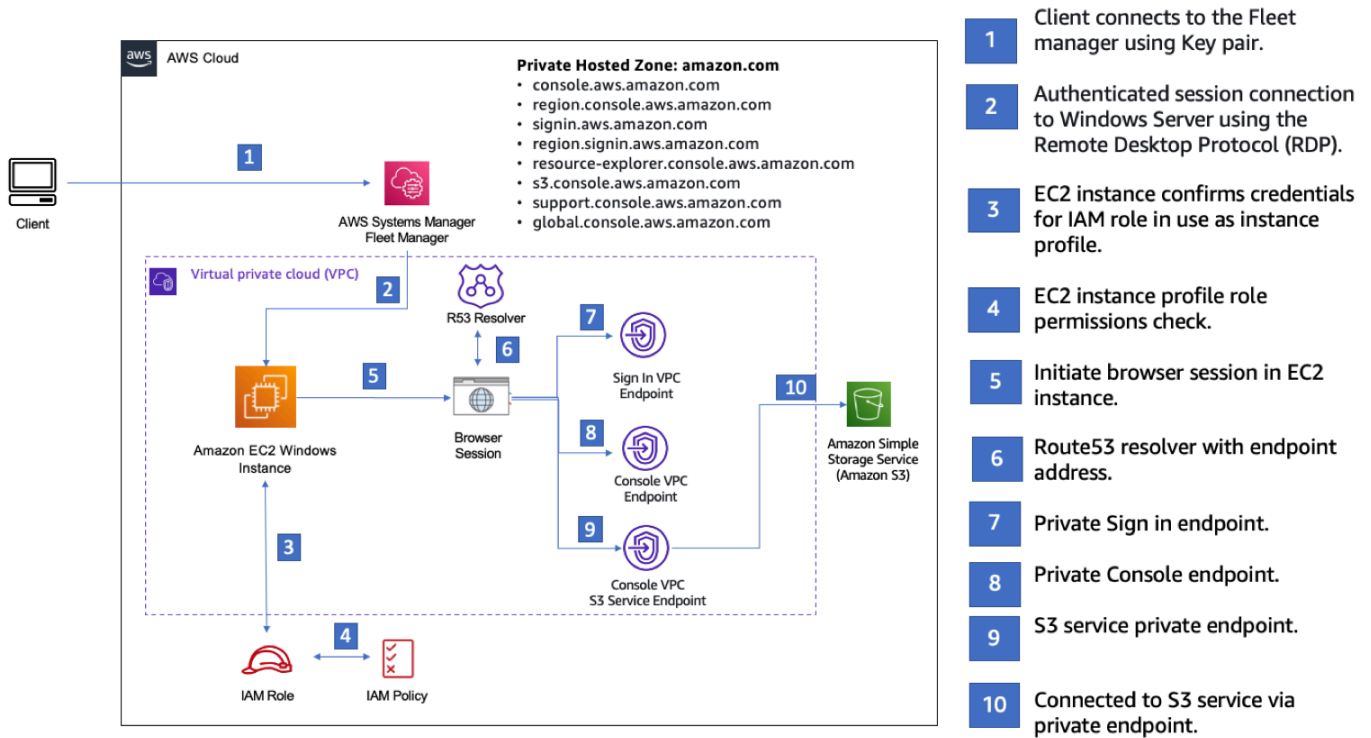 aws
AWS Cloud
Private Hosted Zone: amazon.com
• console.aws.amazon.com
• region.console.aws.amazon.com
• signin.aws.amazon.com
• region.signin.aws.amazon.com
• resource-explorer.console.aws.amazon.com
• s3.console.aws.amazon.com
• support.console.aws.amazon.com
• global.console.aws.amazon.com
1
Client
AWS Systems Manager
Fleet Manager
Virtual private cloud (VPC)
2
R53 Resolver
6
7
Sign In VPC
Endpoint
5
Amazon EC2 Windows
Instance
Browser
Session
8
Console VPC
Endpoint
10
Amazon Simple
Storage Service
(Amazon S3)
9
Console VPC
S3 Service Endpoint
3
4
IAM Role
IAM Policy
1
Client connects to the Fleet
manager using Key pair.
2
Authenticated session connection
to Windows Server using the
Remote Desktop Protocol (RDP).
3
EC2 instance confirms credentials
for IAM role in use as instance
profile.
4
EC2 instance profile role
permissions check.
5
Initiate browser session in EC2
instance.
6
Route53 resolver with endpoint
address.
7
Private Sign in endpoint.
8
Private Console endpoint.
9
S3 service private endpoint.
10
Connected to S3 service via
private endpoint.